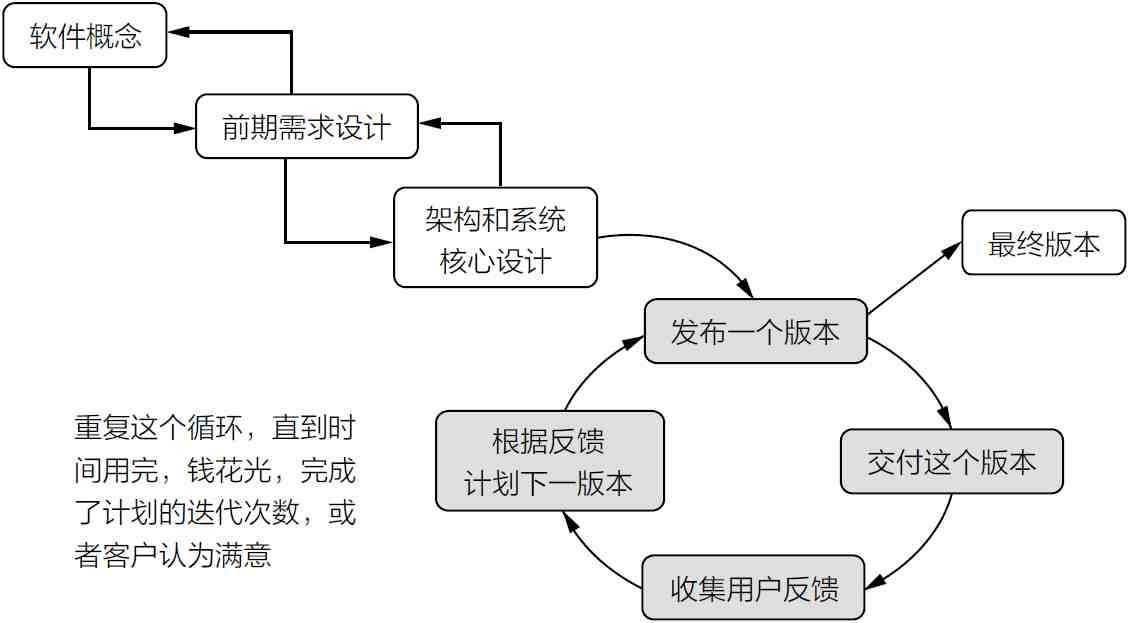 软件概念
前期需求设计
架构和系统
核心设计
最终版本
发布一个版本
根据反馈
计划下一版本
交付这个版本
收集用户反馈
重复这个循环，直到时
间用完，钱花光，完成
了计划的迭代次数，或
者客户认为满意